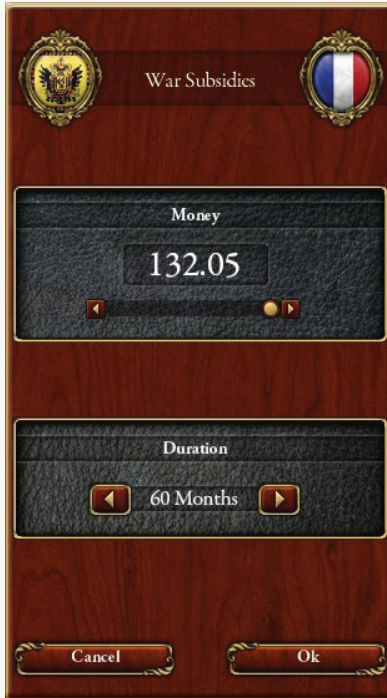 War Subsidies
Money
132.05
Duration
60 Months
Cancel
Ok